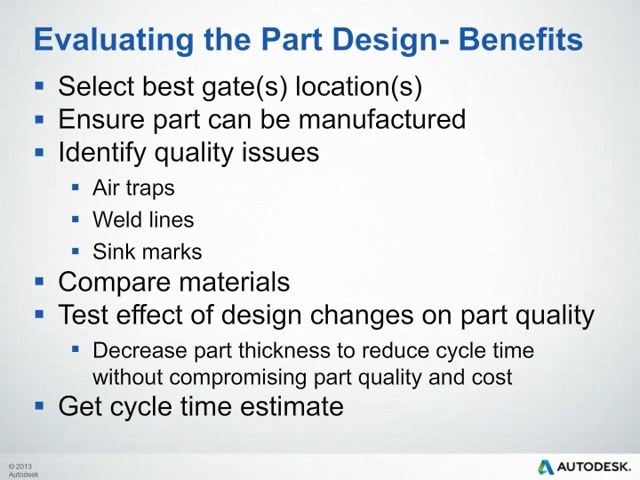 Evaluating the Part Design- Benefits
Select best gate(s) location(s)
Ensure part can be manufactured
Identify quality issues
Air traps
Weld lines
Sink marks
Compare materials
Test effect of design changes on part quality
Decrease part thickness to reduce cycle time
without compromising part quality and cost
Get cycle time estimate
© 2013
Autodesk
AUTODESK.